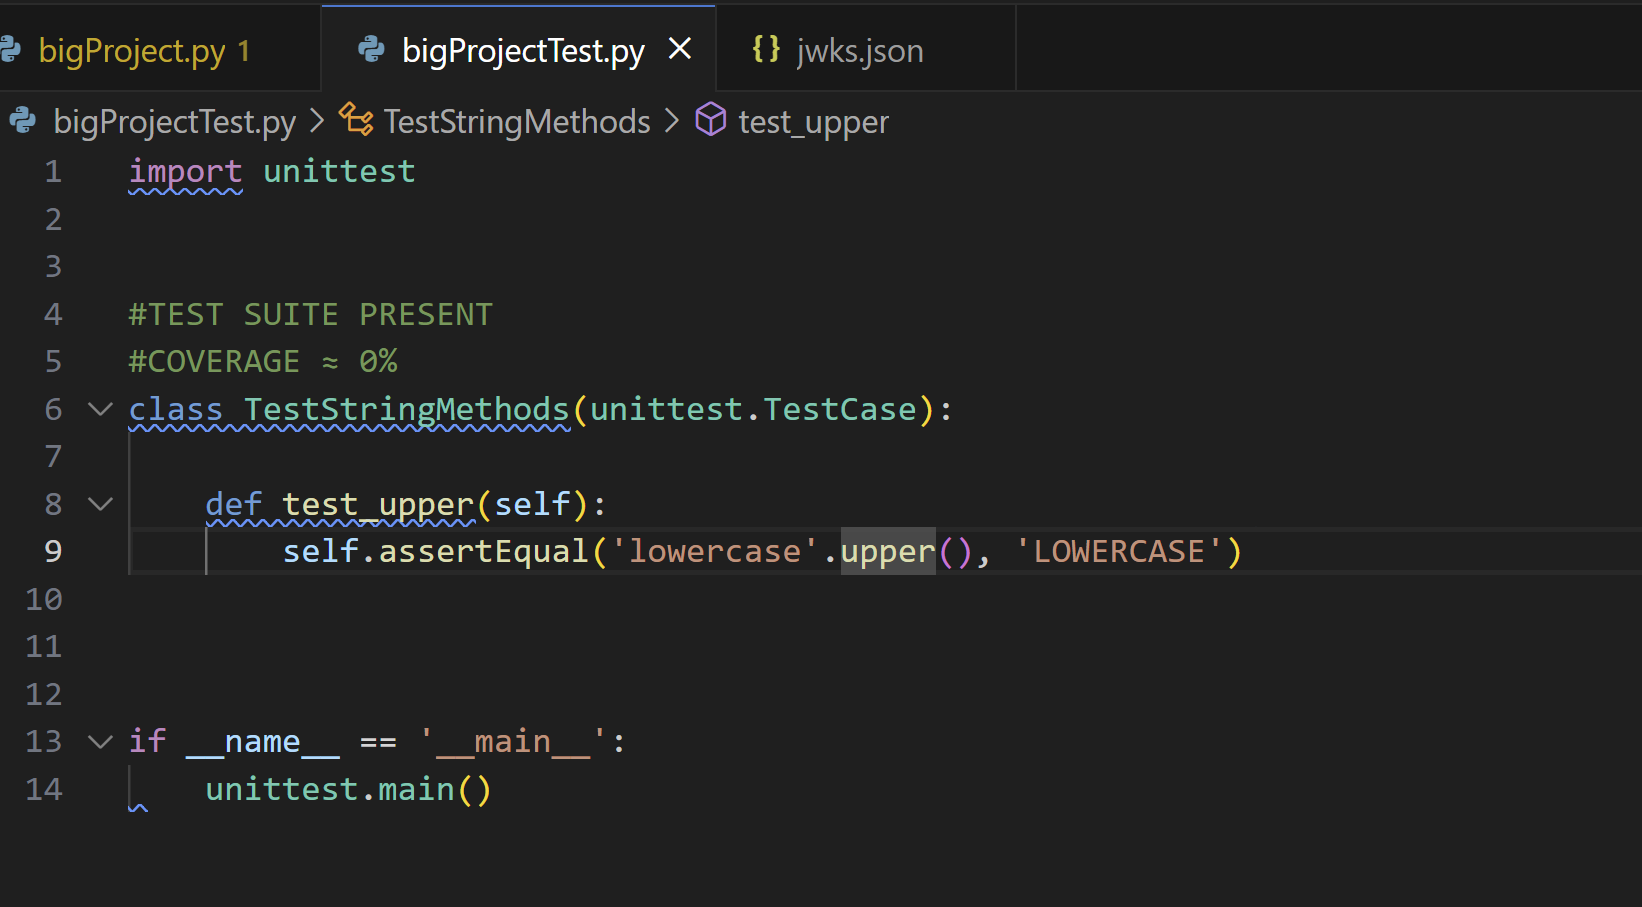 bigProject.py 1 bigProjectTest.py jwks.json
bigProjectTest.py > TestStringMethods > test_upper
1 import unittest
2
3
4 #TEST SUITE PRESENT
5 #COVERAGE ≈ 0%
6 class TestStringMethods(unittest.TestCase):
7
8     def test_upper(self):
9         self.assertEqual('lowercase'.upper(), 'LOWERCASE')
10
11
12
13 if __name__ == '__main__':
14     unittest.main()